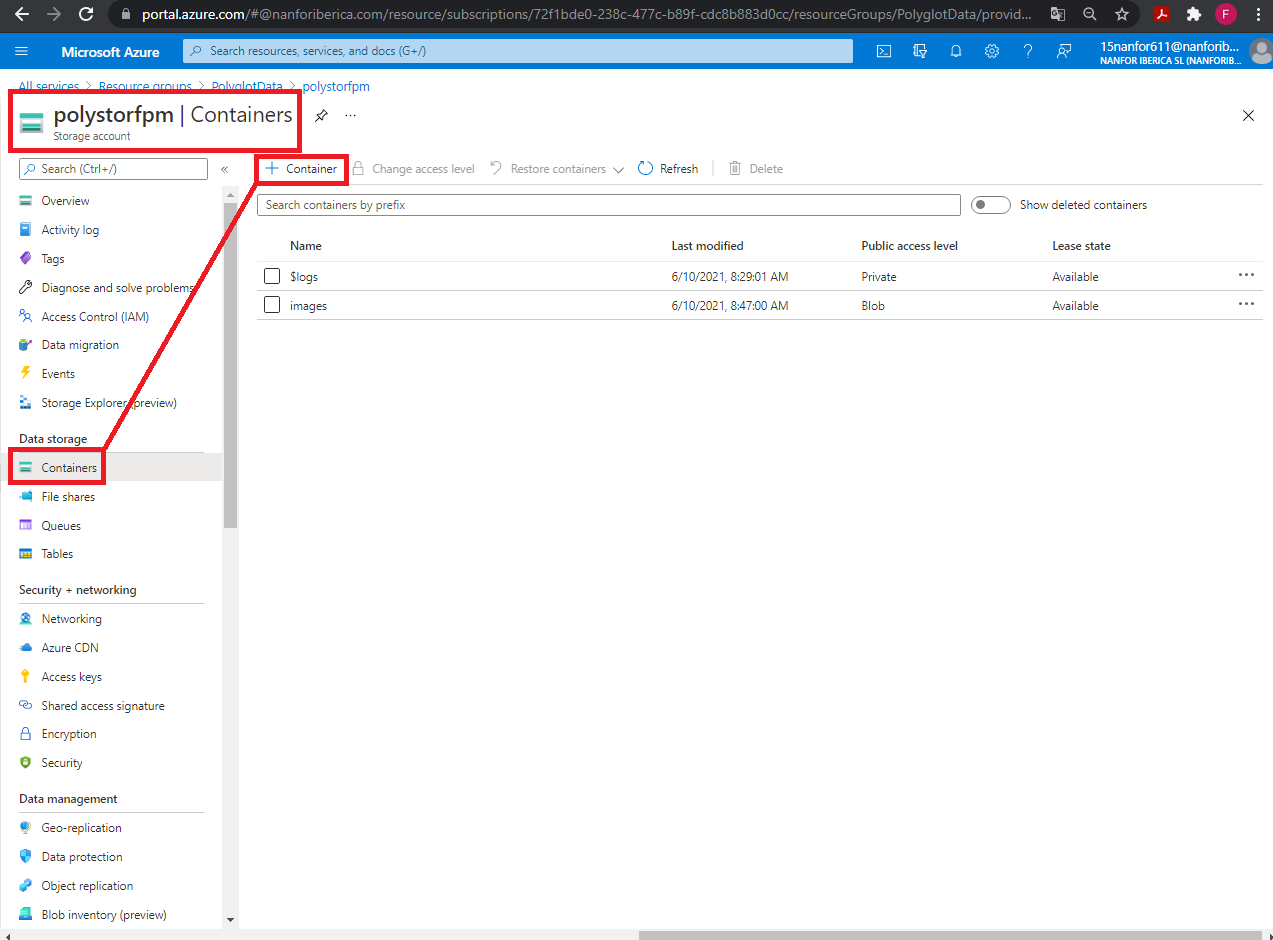 portal.azure.com/#@nanforiberica.com/resource/subscriptions/72f1bde0-238c-477c-b89f-cdc8b883d0cc/resourceGroups/PolyglotData/provid...
F
Microsoft Azure
Search resources, services, and docs (G+/)
15nanfor611@nanforib...
NANFOR IBERICA SL (NANFORIB...
All services > Resource groups > PolyglotData > polystorfpm
polystorfpm | Containers
...
Storage account
Search (Ctrl+/)
«
+ Container
Change access level
Restore containers
Refresh
Delete
Search containers by prefix
Show deleted containers
Name Last modified Public access level Lease state
$logs 6/10/2021, 8:29:01 AM Private Available ...
images 6/10/2021, 8:47:00 AM Blob Available ...
Overview
Activity log
Tags
Diagnose and solve problems
Access Control (IAM)
Data migration
Events
Storage Explorer (preview)
Data storage
Containers
File shares
Queues
Tables
Security + networking
Networking
Azure CDN
Access keys
Shared access signature
Encryption
Security
Data management
Geo-replication
Data protection
Object replication
Blob inventory (preview)